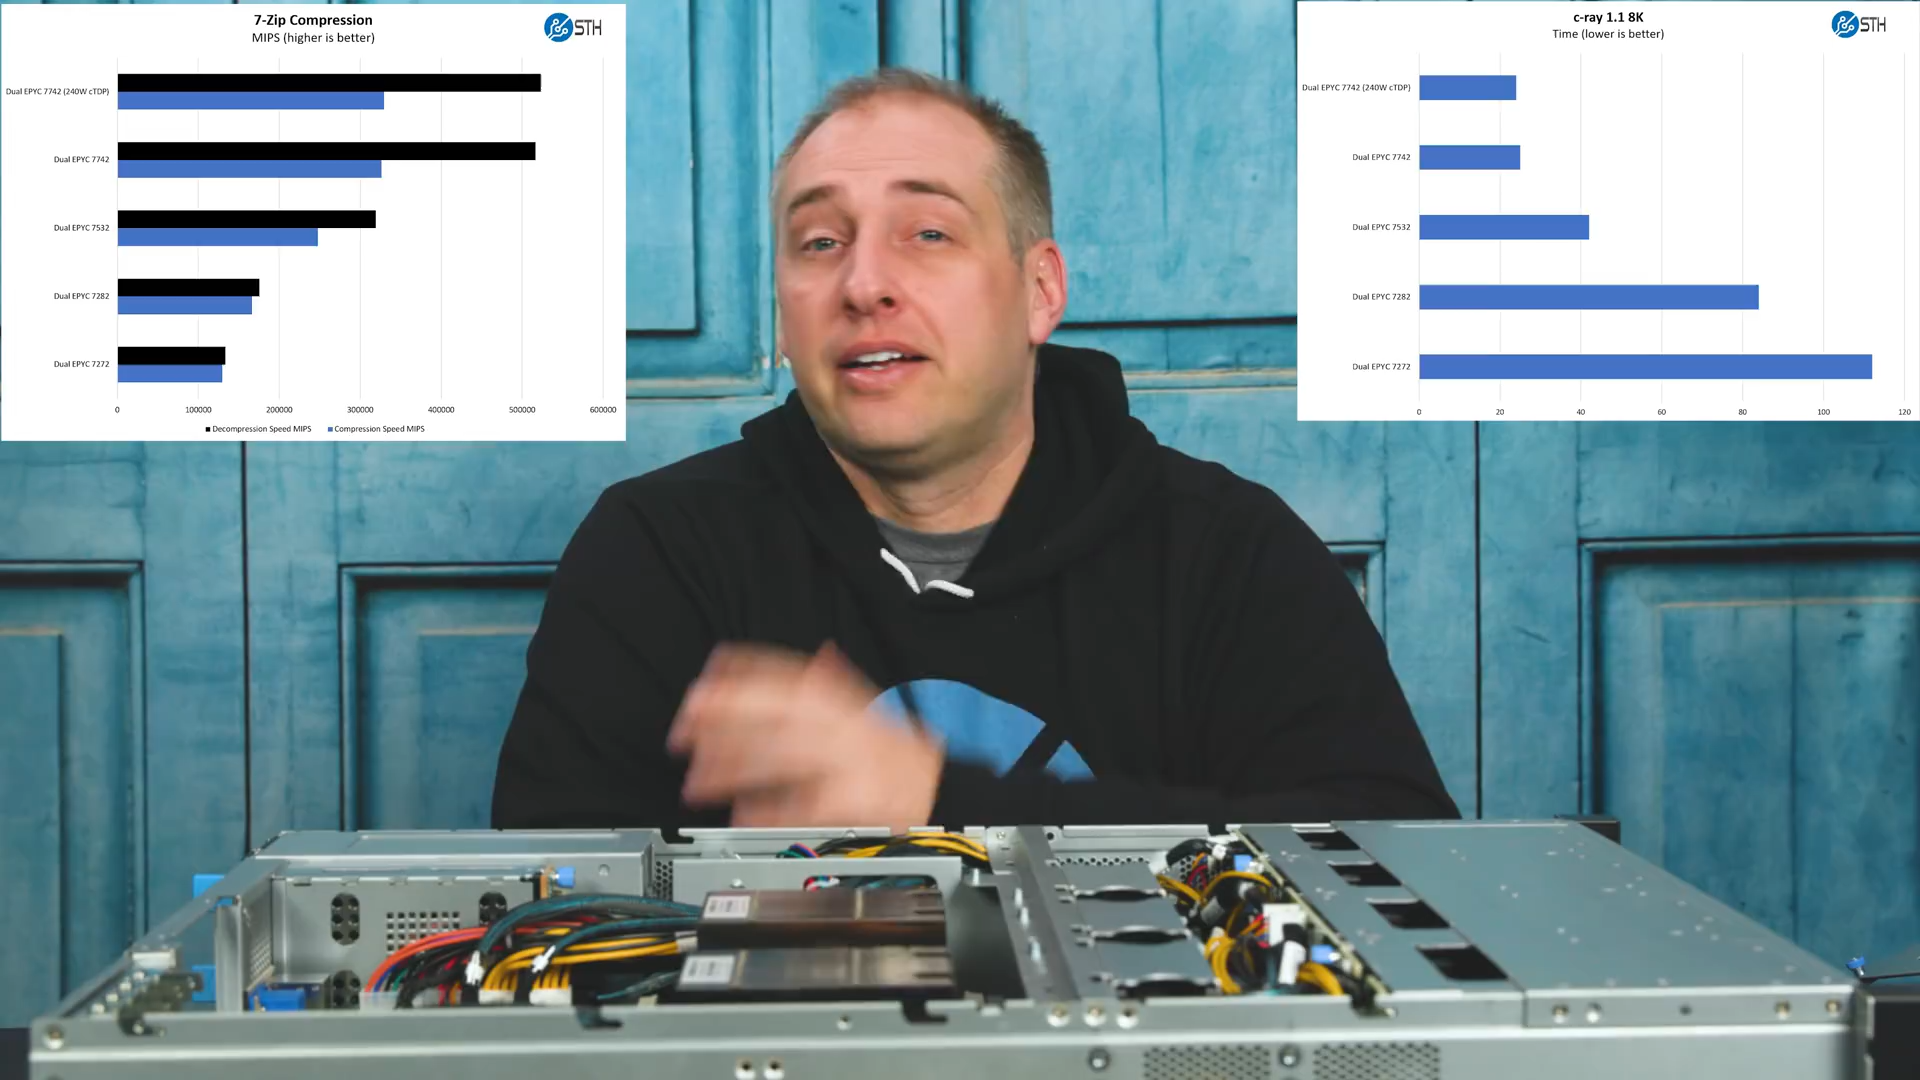 7-Zip Compression
MIPS (higher is better)
STH
Dual EPYC 7742 (240W cTDP)
Dual EPYC 7742
Dual EPYC 7532
Dual EPYC 7282
Dual EPYC 7272
0 100000 200000 300000 400000 500000 600000
Decompression Speed MIPS Compression Speed MIPS
c-ray 1.1 8K
Time (lower is better)
STH
Dual EPYC 7742 (240W cTDP)
Dual EPYC 7742
Dual EPYC 7532
Dual EPYC 7282
Dual EPYC 7272
0 20 40 60 80 100 120